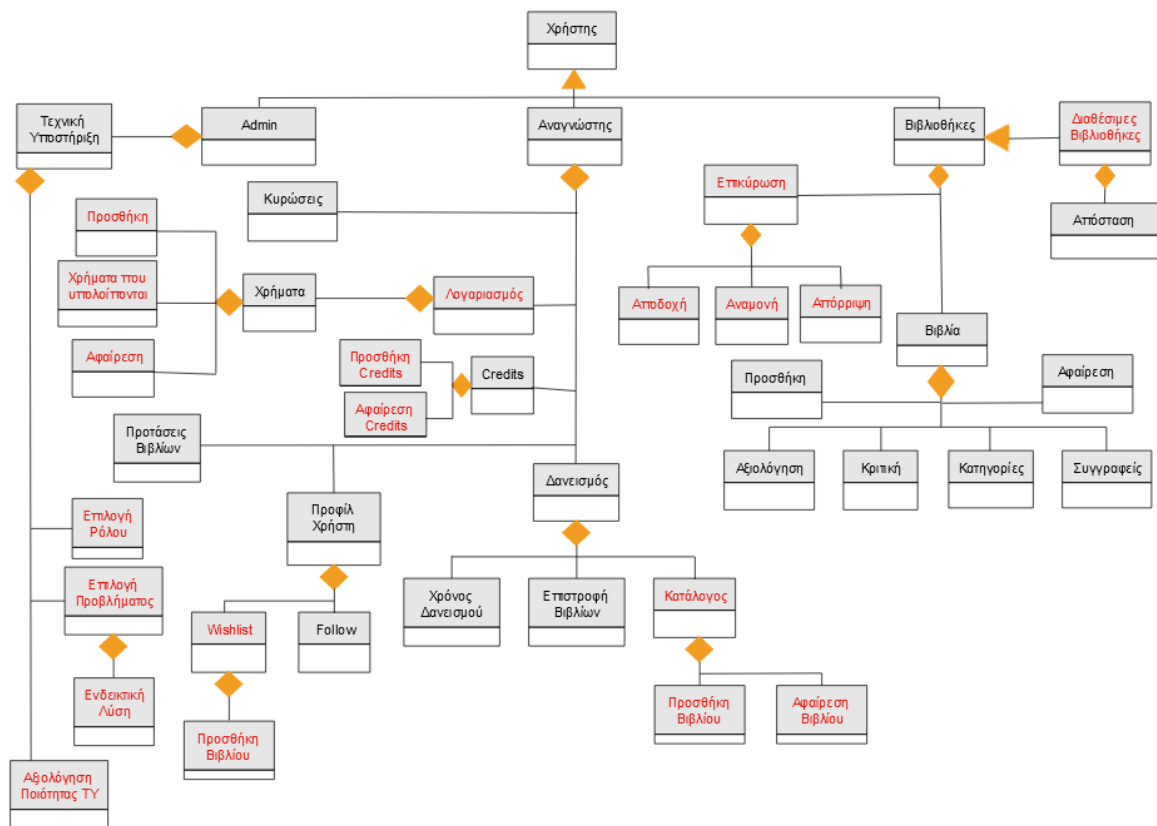 Χρήστης
Τεχνική
Υποστήριξη
Admin
Αναγνώστης
Βιβλιοθήκες
Διαθέσιμες
Βιβλιοθήκες
Κυρώσεις
Επικύρωση
Προσθήκη
Απόσταση
Χρήματα που
υπολοίπονται
Χρήματα
Λογαριασμός
Αποδοχή
Αναμονή
Απόρριψη
Βιβλία
Αφαίρεση
Προσθήκη
Credits
Credits
Αφαίρεση
Credits
Προσθήκη
Αφαίρεση
Προτάσεις
Βιβλίων
Αξιολόγηση
Κριτική
Κατηγορίες
Συγγραφείς
Δανεισμός
Προφίλ
Χρήστη
Επιλογή
Ρόλου
Επιλογή
Προβλήματος
Χρόνος
Δανεισμού
Επιστροφή
Βιβλίων
Κατάλογος
Wishlist
Follow
Ενδεικτική
Λύση
Προσθήκη
Βιβλίου
Αφαίρεση
Βιβλίου
Προσθήκη
Βιβλίου
Αξιολόγηση
Ποιότητας ΤΥ